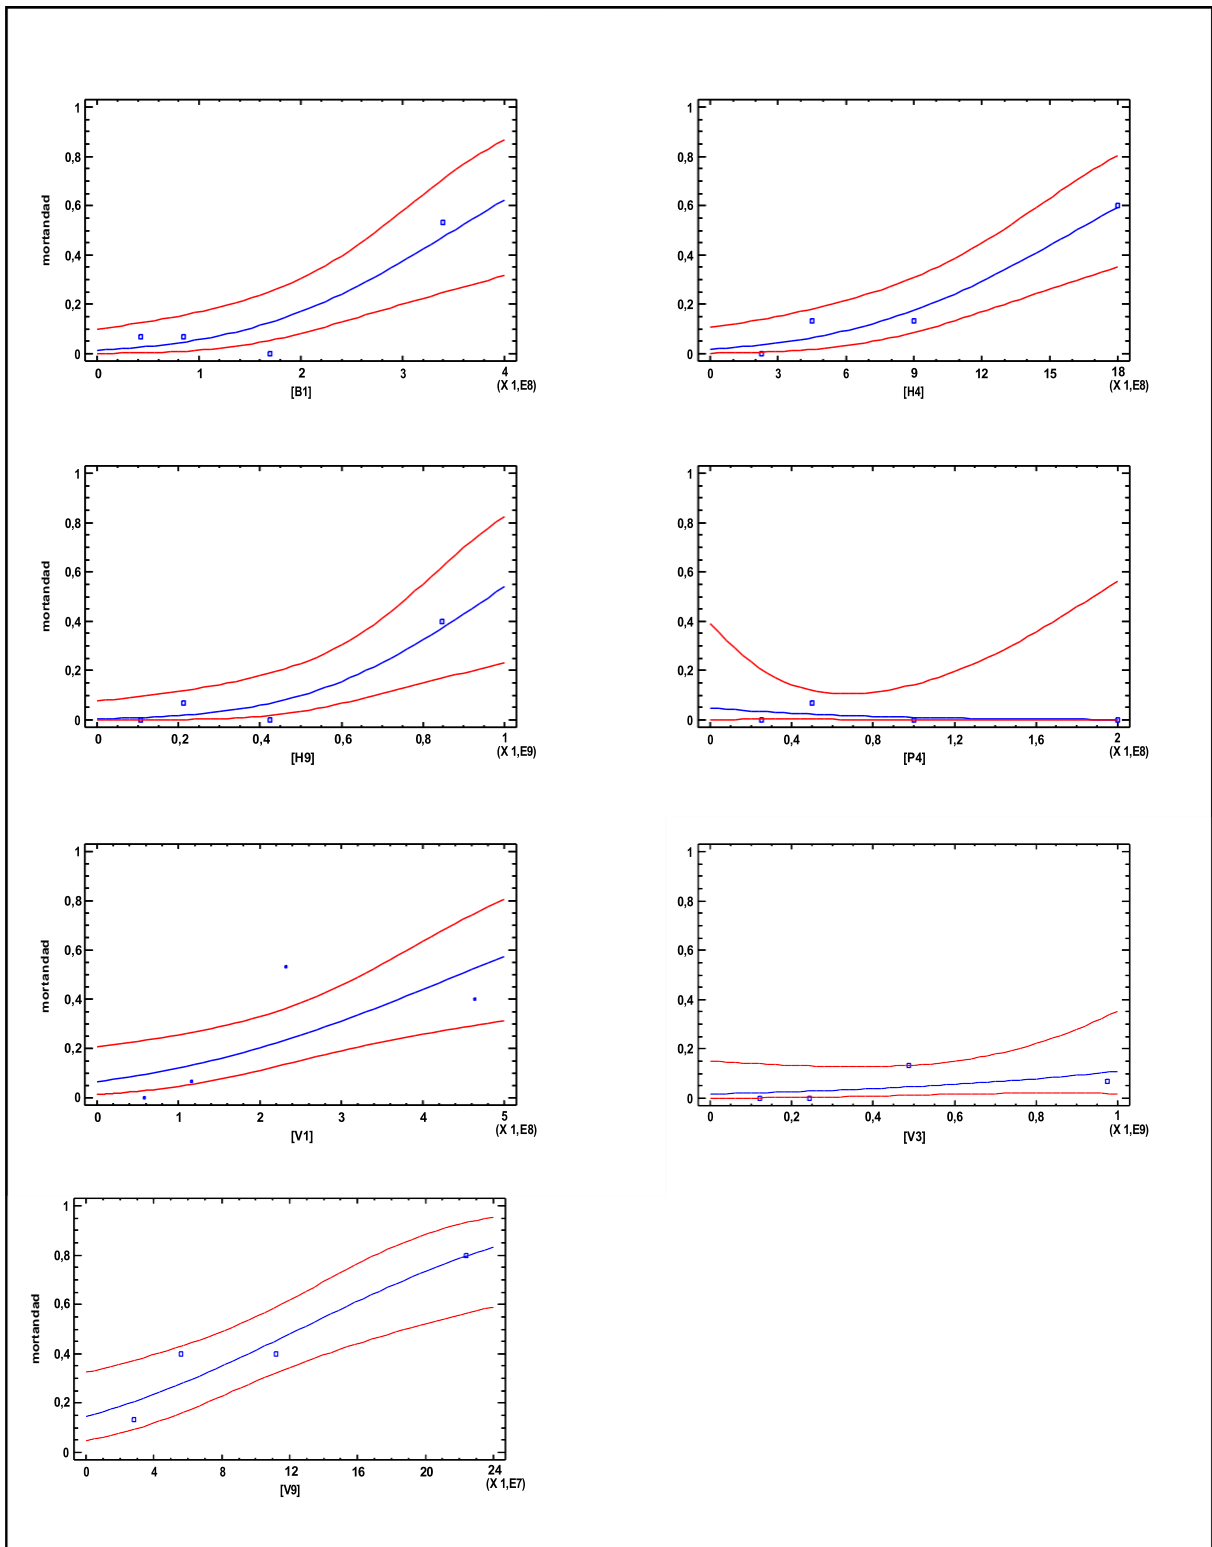 mortandad
1
0,8
0,6
0,4
0,2
0
0 1 2 3 4
[B1]
(X 1,E8)
1
0,8
0,6
0,4
0,2
0
0 3 6 9 12 15 18
[H4]
(X 1,E8)
mortandad
1
0,8
0,6
0,4
0,2
0
0 0,2 0,4 0,6 0,8 1
[H9]
(X 1,E9)
1
0,8
0,6
0,4
0,2
0
0 0,4 0,8 1,2 1,6 2
[P4]
(X 1,E8)
mortandad
1
0,8
0,6
0,4
0,2
0
0 1 2 3 4 5
[V1]
(X 1,E8)
1
0,8
0,6
0,4
0,2
0
0 0,2 0,4 0,6 0,8 1
[V3]
(X 1,E9)
mortandad
1
0,8
0,6
0,4
0,2
0
0 4 8 12 16 20 24
[V9]
(X 1,E7)